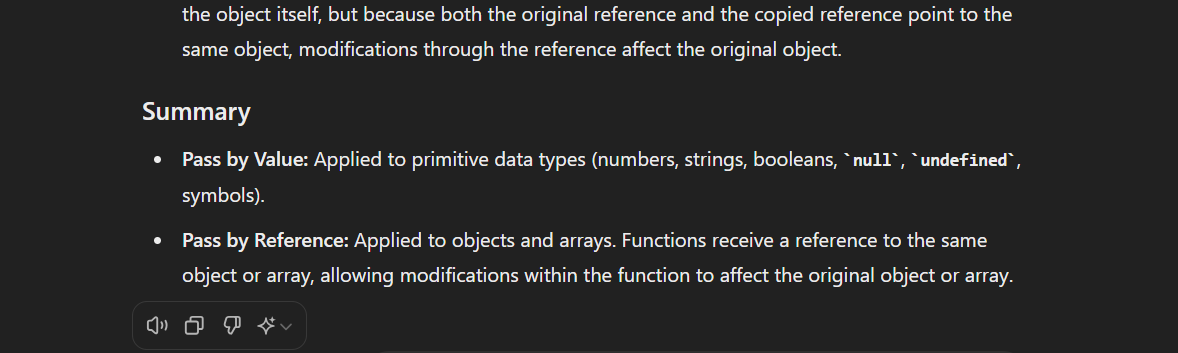 the object itself, but because both the original reference and the copied reference point to the
same object, modifications through the reference affect the original object.
Summary
• Pass by Value: Applied to primitive data types (numbers, strings, booleans, `null`, `undefined`,
symbols).
• Pass by Reference: Applied to objects and arrays. Functions receive a reference to the same
object or array, allowing modifications within the function to affect the original object or array.